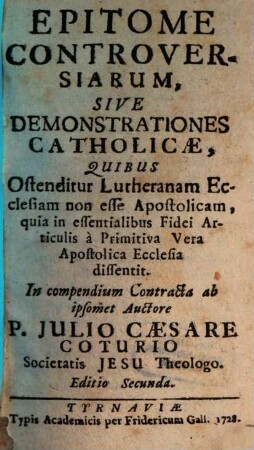 EPITOME
CONTROVER-
SIARUM,
SIVE
DEMONSTRATIONES
CATHOLICÆ,
QUIBUS
Ostenditur Lutheranam Ec-
clesiam non esse Apostolicam,
quia in essentialibus Fidei Ar-
ticulis à Primitiva Vera
Apostolica Ecclesia
dissentit.
In compendium Contracta ab
ipsomet Auctore
P. JULIO CÆSARE
COTURIO
Societatis JESU Theologo.
Editio Secunda.
TYRNAVIÆ
Typis Academicis per Fridericum Gall. 1728.